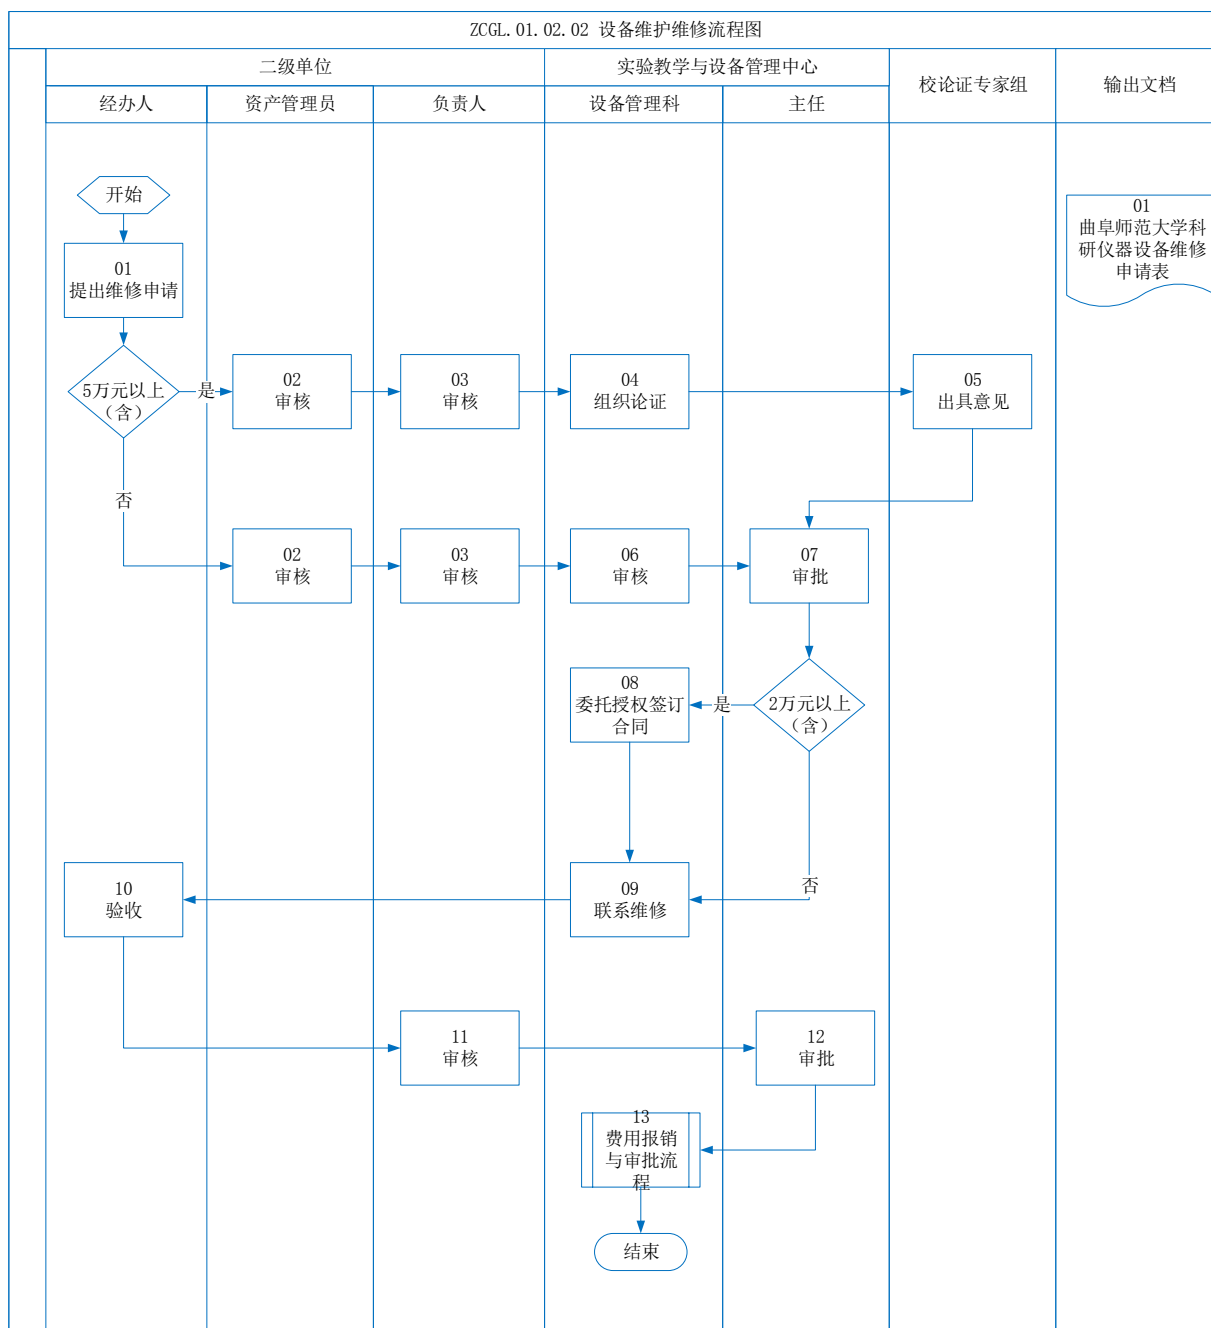 ZCGL.01.02.02 设备维护维修流程图
二级单位
实验教学与设备管理中心
校论证专家组
输出文档
经办人
资产管理员
负责人
设备管理科
主任
开始
01
曲阜师范大学科
研仪器设备维修
申请表
01
提出维修申请
5万元以上
（含）
是
02
审核
03
审核
04
组织论证
05
出具意见
否
02
审核
03
审核
06
审核
07
审批
08
委托授权签订
合同
是
2万元以上
（含）
否
10
验收
09
联系维修
11
审核
12
审批
13
费用报销
与审批流
程
结束